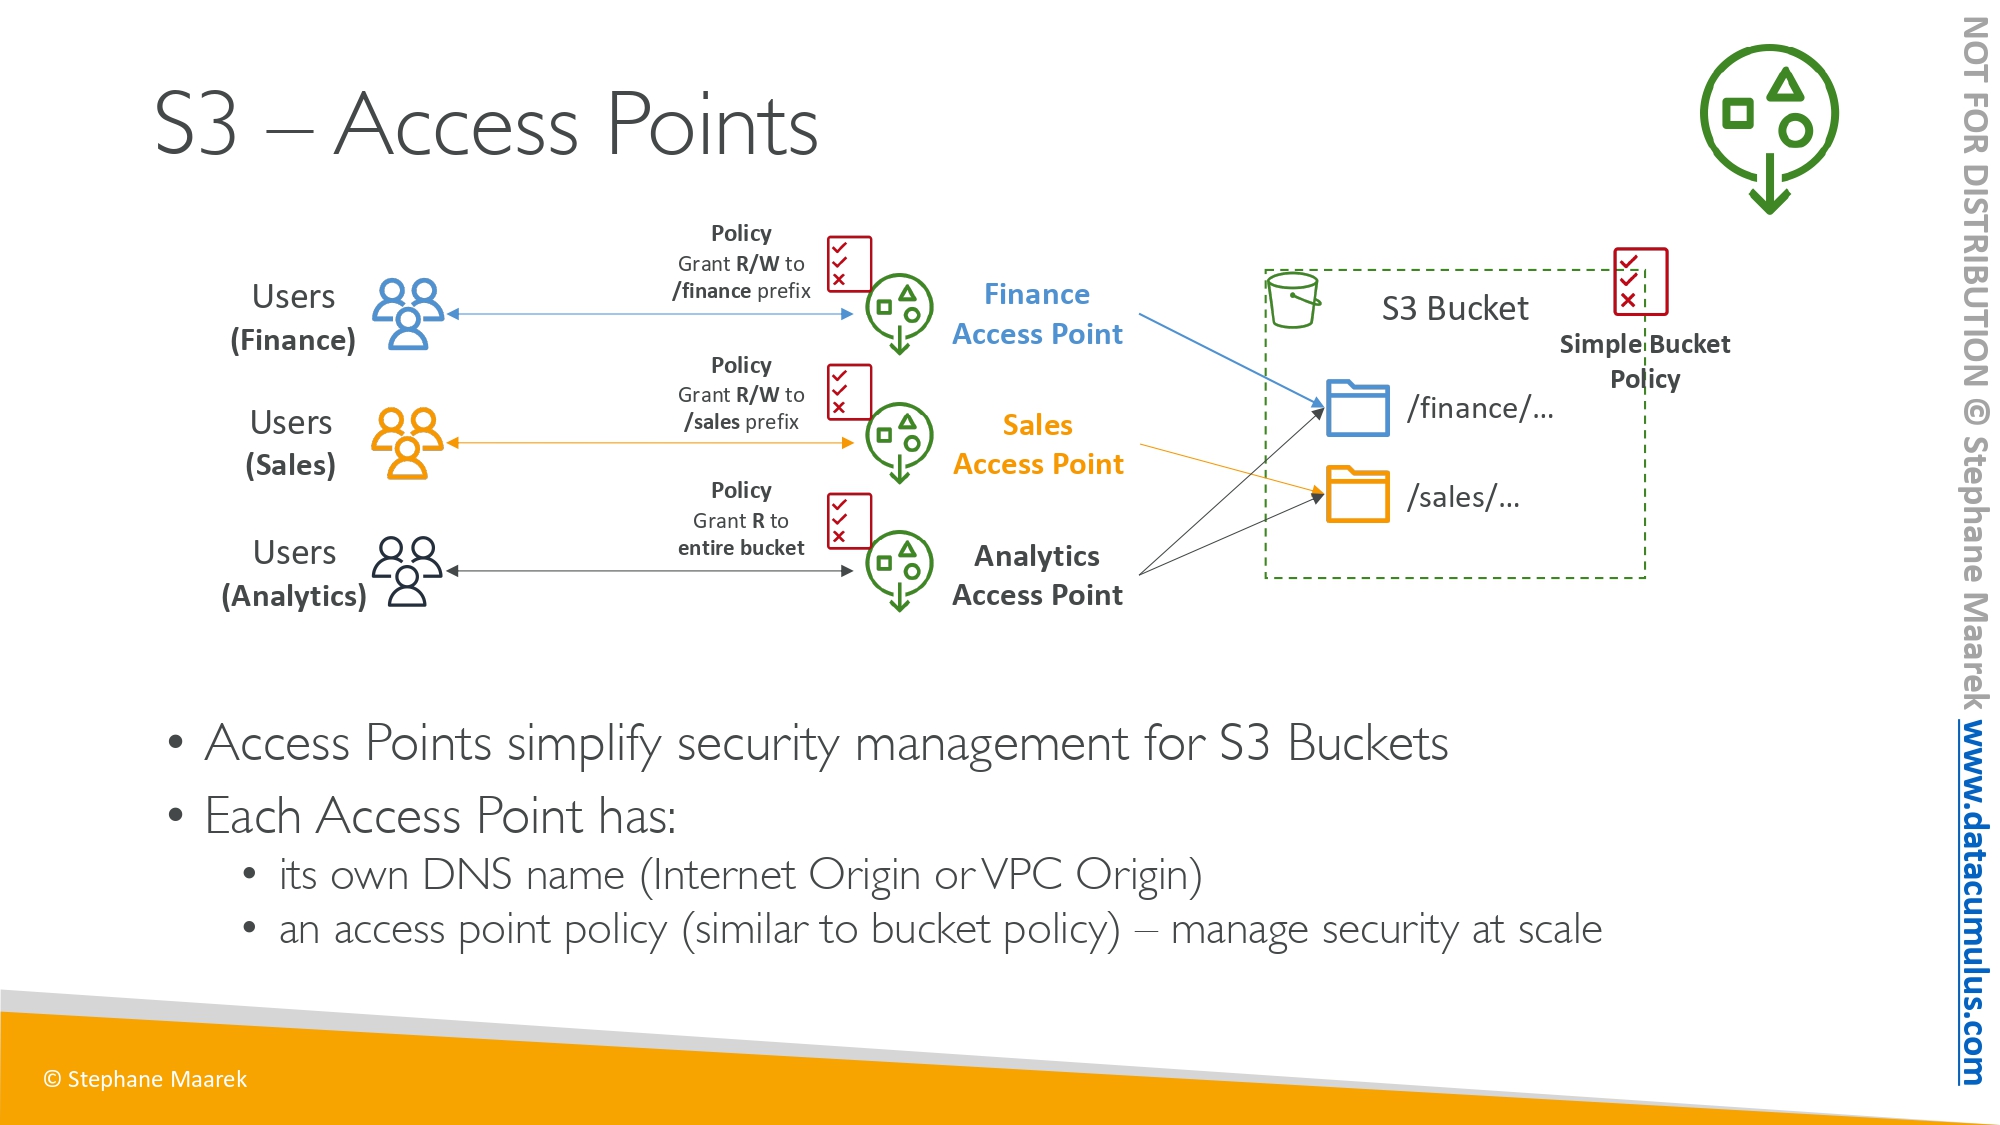 S3 – Access Points
Users
(Finance)
Policy
Grant R/W to
/finance prefix
Finance
Access Point
Users
(Sales)
Policy
Grant R/W to
/sales prefix
Sales
Access Point
Users
(Analytics)
Policy
Grant R to
entire bucket
Analytics
Access Point
S3 Bucket
Simple Bucket
Policy
/finance/...
/sales/...
• Access Points simplify security management for S3 Buckets
• Each Access Point has:
• its own DNS name (Internet Origin or VPC Origin)
• an access point policy (similar to bucket policy) – manage security at scale
© Stephane Maarek
NOT FOR DISTRIBUTION © Stephane Maarek www.datacumulus.com